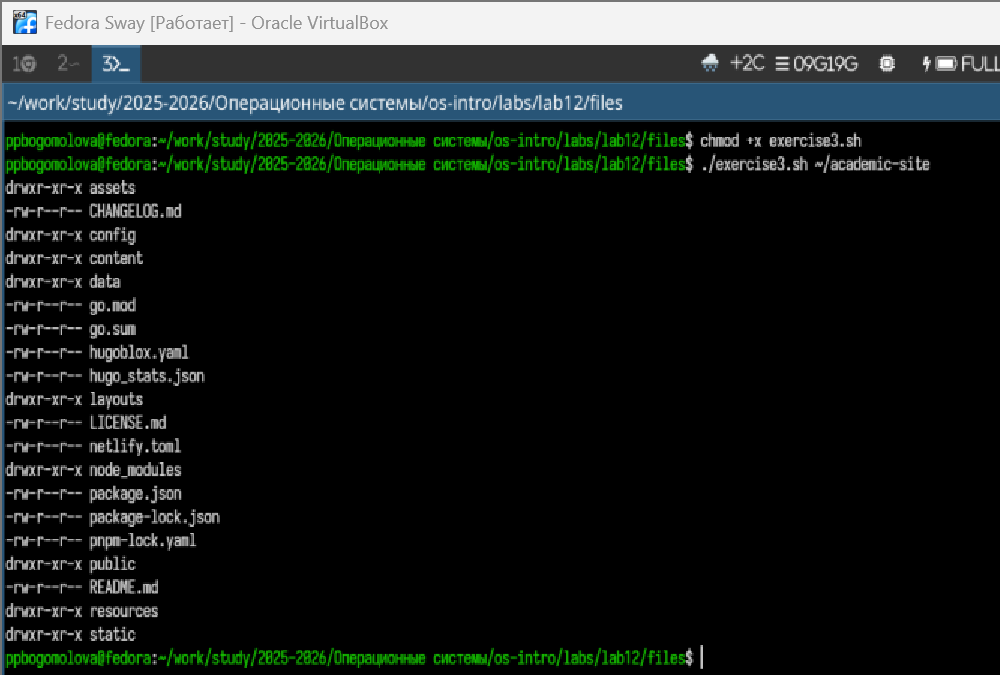 Fedora Sway [Работает] - Oracle VirtualBox
1 2 3 +2C 09G19G FULL
~/work/study/2025-2026/Операционные системы/os-intro/labs/lab12/files
ppbogomolova@fedora:~/work/study/2025-2026/Операционные системы/os-intro/labs/lab12/files$ chmod +x exercise3.sh
ppbogomolova@fedora:~/work/study/2025-2026/Операционные системы/os-intro/labs/lab12/files$ ./exercise3.sh ~/academic-site
drwxr-xr-x assets
-rw-r--r-- CHANGELOG.md
drwxr-xr-x config
drwxr-xr-x content
drwxr-xr-x data
-rw-r--r-- go.mod
-rw-r--r-- go.sum
-rw-r--r-- hugoblox.yaml
-rw-r--r-- hugo_stats.json
drwxr-xr-x layouts
-rw-r--r-- LICENSE.md
-rw-r--r-- netlify.toml
drwxr-xr-x node_modules
-rw-r--r-- package.json
-rw-r--r-- package-lock.json
-rw-r--r-- pnpm-lock.yaml
drwxr-xr-x public
-rw-r--r-- README.md
drwxr-xr-x resources
drwxr-xr-x static
ppbogomolova@fedora:~/work/study/2025-2026/Операционные системы/os-intro/labs/lab12/files$